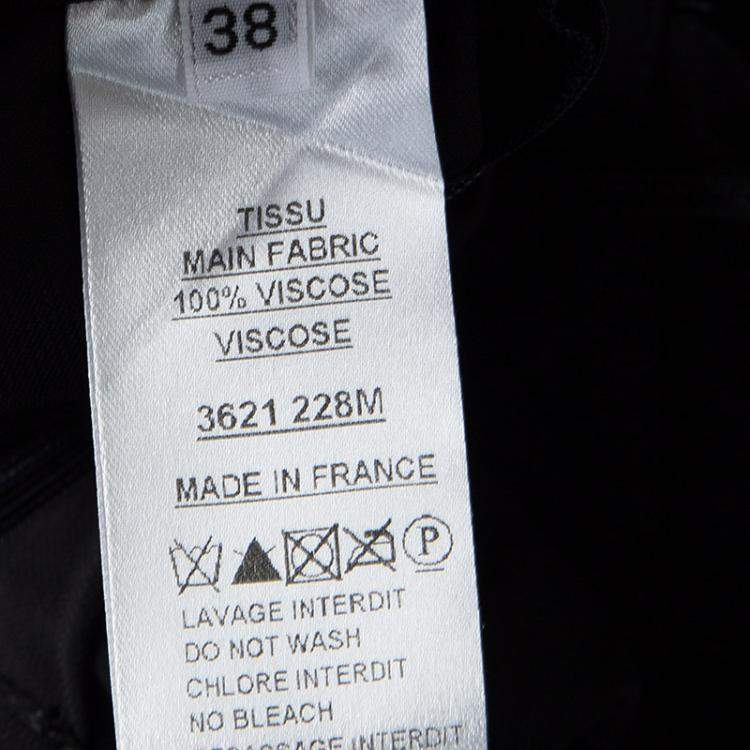 38
TISSU
MAIN FABRIC
100% VISCOSE
VISCOSE
3621 228M
MADE IN FRANCE
P
LAVAGE INTERDIT
DO NOT WASH
CHLORE INTERDIT
NO BLEACH
INTERDIT